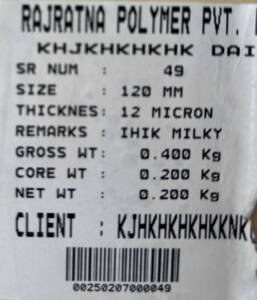 RAJRATNA POLYMER PVT.
KHJKHKHKHK DAI
SR NUM : 49
SIZE : 120 MM
THICKNES: 12 MICRON
REMARKS : IHIK MILKY
GROSS WT: 0.400 Kg
CORE WT : 0.200 Kg
NET WT : 0.200 Kg
CLIENT : KJHKHKHKHKKNK
00250207000049